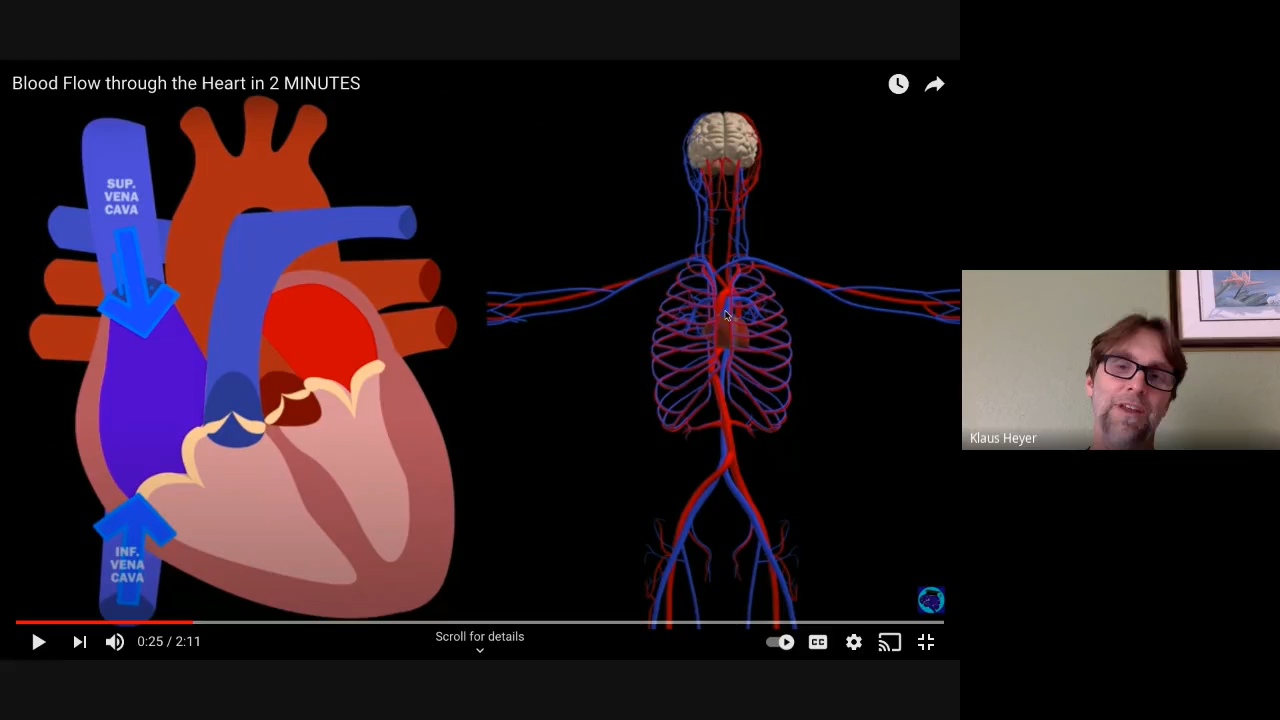 Blood Flow through the Heart in 2 MINUTES
SUP.
VENA
CAVA
INF.
VENA
CAVA
Klaus Heyer
0:25 / 2:11
Scroll for details
CC